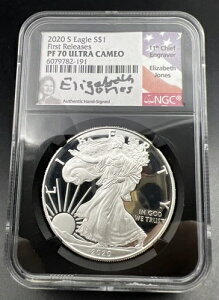 2020 S Eagle S$1
First Releases
PF 70 ULTRA CAMEO
6079782-191
Elizabeth
Jones
Authentic Hand-Signed
11th Chief
Engraver
Elizabeth
Jones
NGC
LIBERTY
IN GOD
WE TRUST
2020